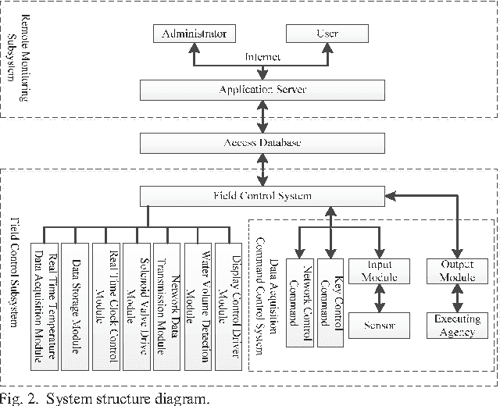 Remote Monitoring
Subsystem
Administrator
User
Internet
Application Server
Access Database
Field Control System
Field Control Subsystem
Real Time Temperature
Data Acquisition Module
Data Storage Module
Real Time Clock Control
Module
Solenoid Valve Drive
Module
Network Data
Transmission Module
Water Volume Detection
Module
Display Control Driver
Module
Data Acquisition
Command Control System
Network Control
Command
Key Control
Command
Input
Module
Output
Module
Sensor
Executing
Agency
Fig. 2. System structure diagram.